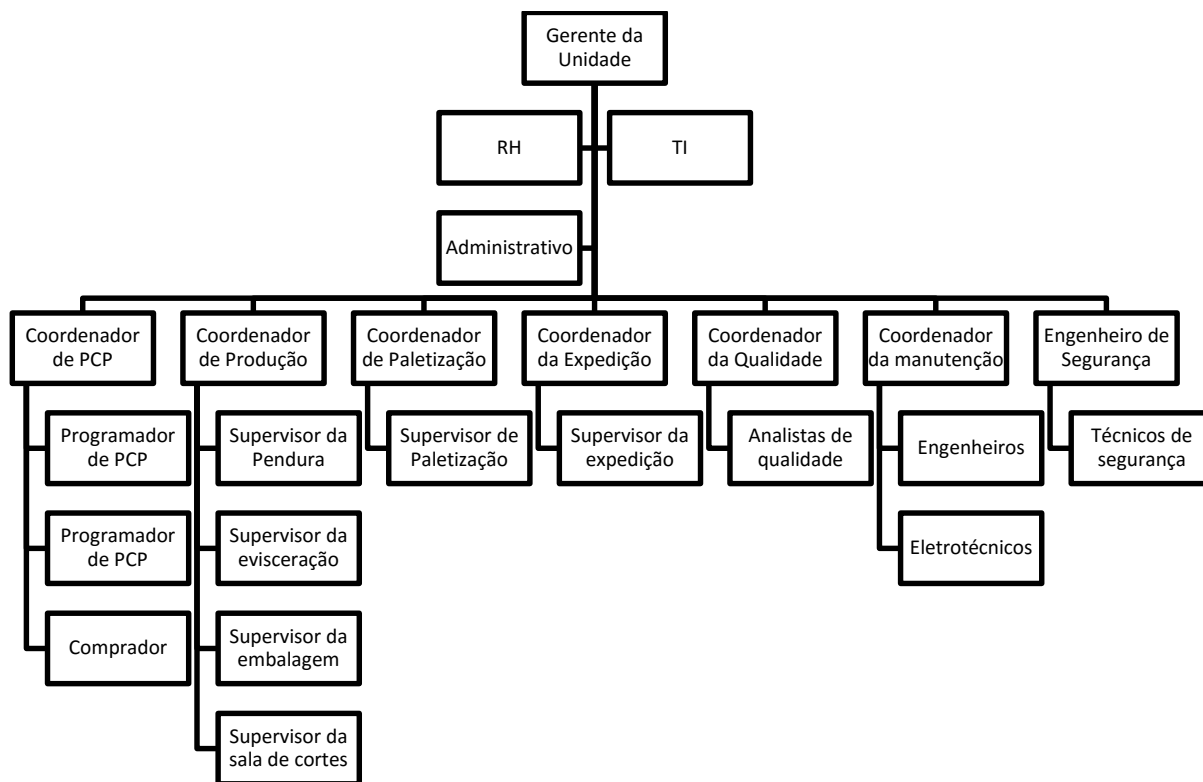 Gerente da
Unidade
RH
TI
Administrativo
Coordenador
de PCP
Coordenador
de Produção
Coordenador
de Paletização
Coordenador
da Expedição
Coordenador
da Qualidade
Coordenador
da manutenção
Engenheiro de
Segurança
Programador
de PCP
Supervisor da
Pendura
Supervisor de
Paletização
Supervisor da
expedição
Analistas de
qualidade
Engenheiros
Técnicos de
segurança
Programador
de PCP
Supervisor da
evisceração
Eletrotécnicos
Comprador
Supervisor da
embalagem
Supervisor da
sala de cortes